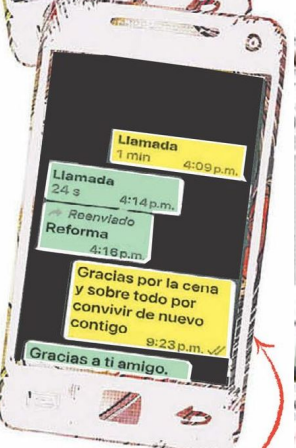 Llamada
1 min 4:09 p.m.
Llamada
24 s 4:14 p.m.
Reenviado
Reforma
4:16 p.m.
Gracias por la cena
y sobre todo por
convivir de nuevo
contigo
9:23 p.m.
Gracias a ti amigo.